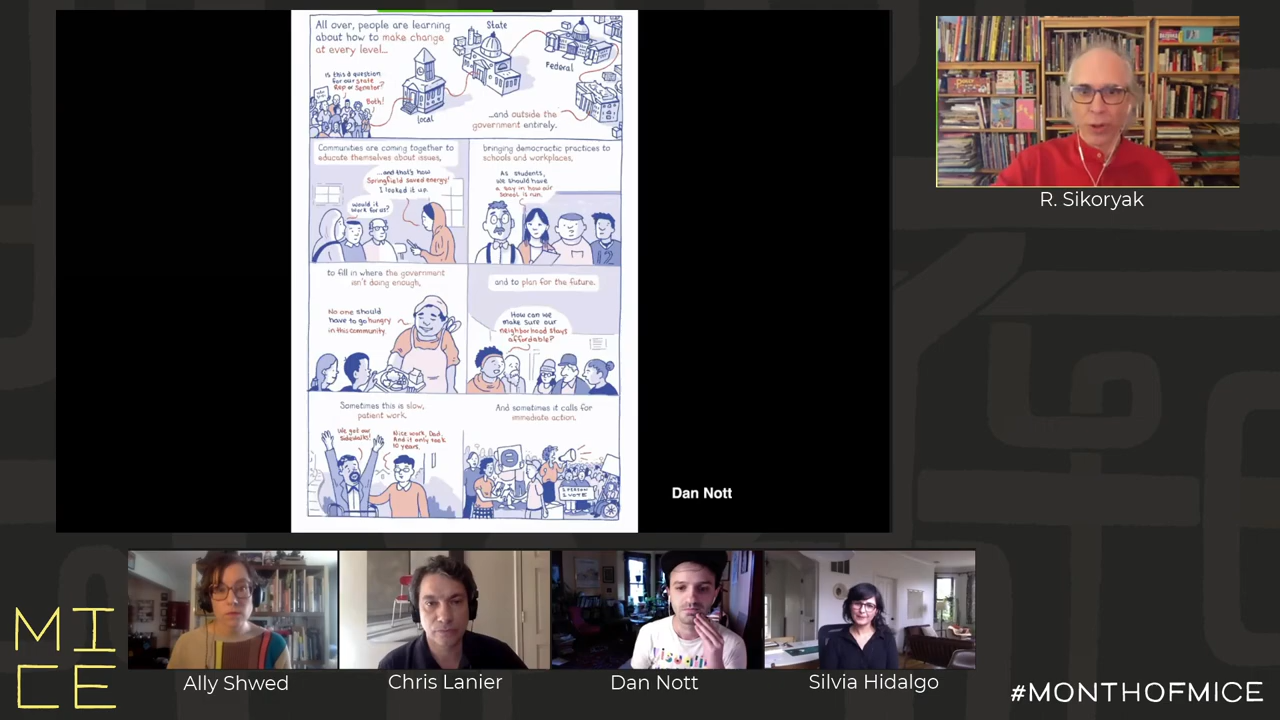 All over, people are learning
about how to make change
at every level...
State
Federal
local
Is this a question
for our state
Rep or Senator?
Both!
...and outside the
government entirely.
Communities are coming together to
educate themselves about issues,
...and that's how
Springfield saved energy!
I looked it up.
Would it
work for us?
bringing democratic practices to
schools and workplaces,
As students,
we should have
a say in how our
school is run.
12
to fill in where the government
isn't doing enough,
No one should
have to go hungry
in this community.
and to plan for the future.
How can we
make sure our
neighborhood stays
affordable?
Sometimes this is slow,
patient work.
We got our
sidewalks!
Nice work, Dad.
And it only took
10 years.
And sometimes it calls for
immediate action.
1 PERSON
1 VOTE
Dan Nott
R. Sikoryak
Ally Shwed
Chris Lanier
Dan Nott
Silvia Hidalgo
MI
CE
#MONTHOFMICE